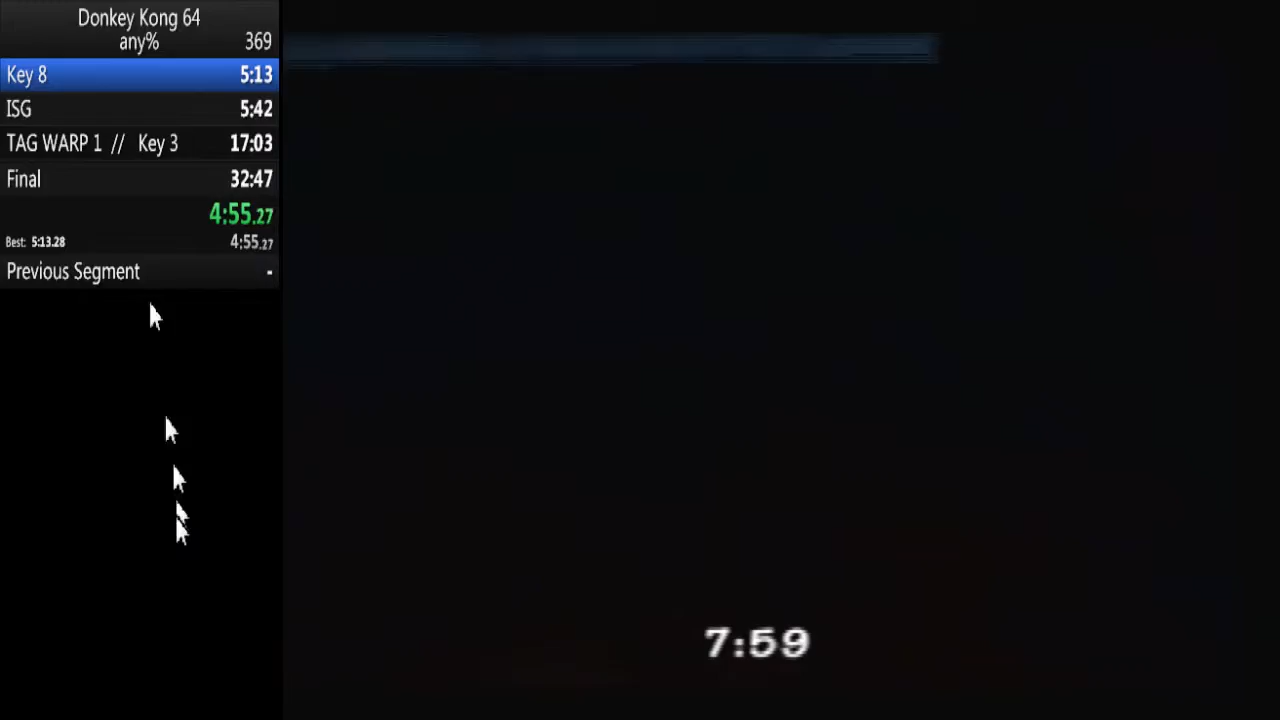 Donkey Kong 64
any% 369
Key 8 5:13
ISG 5:42
TAG WARP 1 // Key 3 17:03
Final 32:47
4:55.27
Best: 5:13.28 4:55.27
Previous Segment -
7:59